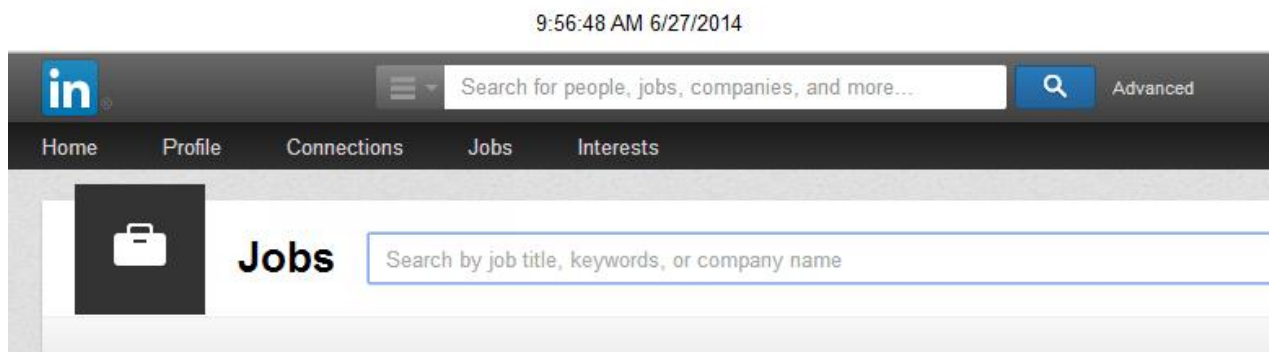 9:56:48 AM 6/27/2014
in® Search for people, jobs, companies, and more... Advanced
Home Profile Connections Jobs Interests
Jobs Search by job title, keywords, or company name